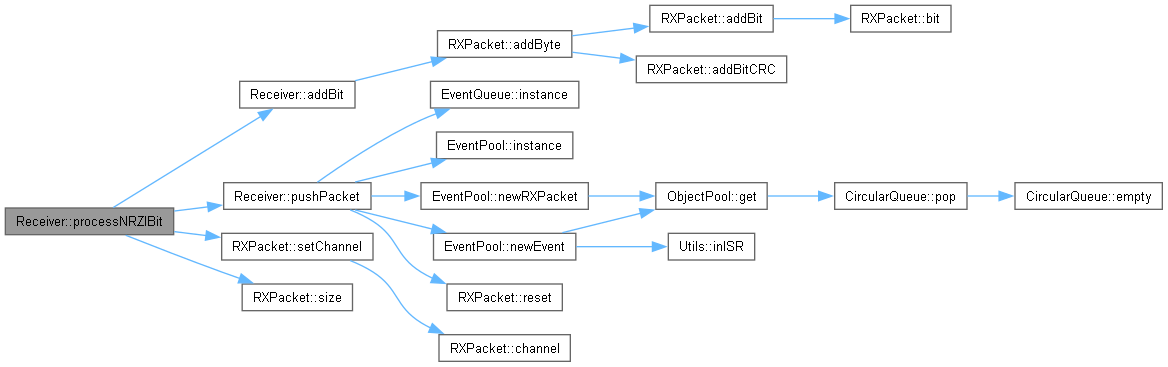 RXPacket::addBit
RXPacket::bit
RXPacket::addByte
RXPacket::addBitCRC
Receiver::addBit
EventQueue::instance
EventPool::instance
Receiver::pushPacket
EventPool::newRXPacket
ObjectPool::get
CircularQueue::pop
CircularQueue::empty
Receiver::processNRZIBit
RXPacket::setChannel
EventPool::newEvent
Utils::inISR
RXPacket::size
RXPacket::reset
RXPacket::channel